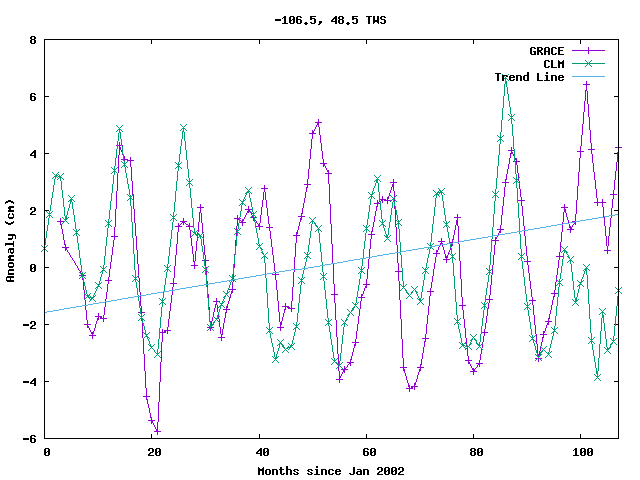 -106.5, 48.5 TWS
GRACE
CLM
Trend Line
8
6
4
2
0
-2
-4
-6
Anomaly (cm)
0 20 40 60 80 100
Months since Jan 2002